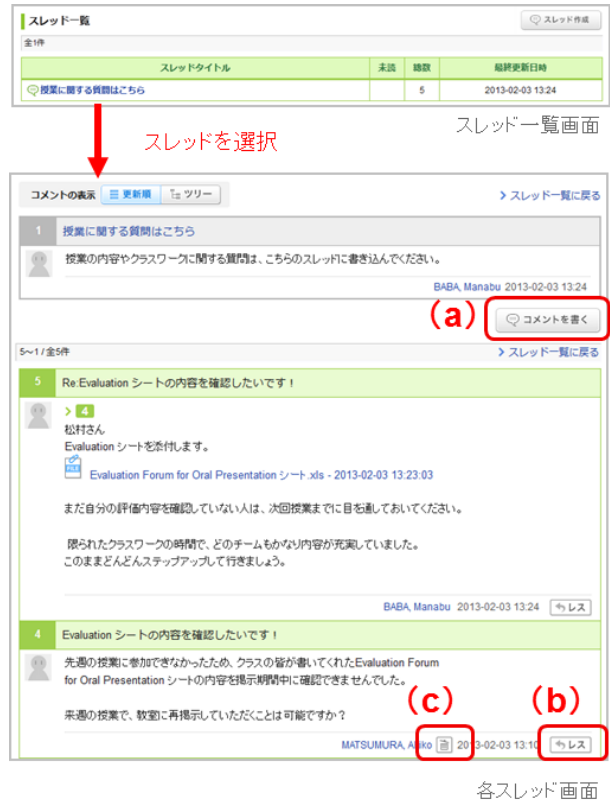 スレッド一覧
スレッド作成
全1件
スレッドタイトル 未読 総数 最終更新日時
授業に関する質問はこちら 5 2013-02-03 13:24
スレッド一覧画面
スレッドを選択
コメントの表示 更新順 ツリー
スレッド一覧に戻る
1 授業に関する質問はこちら
授業の内容やクラスワークに関する質問は、こちらのスレッドに書き込んでください。
BABA, Manabu 2013-02-03 13:24
(a)
コメントを書く
5～1/全5件
スレッド一覧に戻る
5 Re:Evaluation シートの内容を確認したいです！
> 4
松村さん
Evaluation シートを添付します。
FILE
Evaluation Forum for Oral Presentation シート.xls - 2013-02-03 13:23:03
まだ自分の評価内容を確認していない人は、次回授業までに目を通しておいてください。
限られたクラスワークの時間で、どのチームもかなり内容が充実していました。
このままどんどんステップアップして行きましょう。
BABA, Manabu 2013-02-03 13:24 レス
4 Evaluation シートの内容を確認したいです！
先週の授業に参加できなかったため、クラスの皆が書いてくれたEvaluation Forum
for Oral Presentation シートの内容を掲示期間中に確認できませんでした。
来週の授業で、教室に再掲示していただくことは可能ですか？
(c) (b)
MATSUMURA, Akiko 2013-02-03 13:10 レス
各スレッド画面